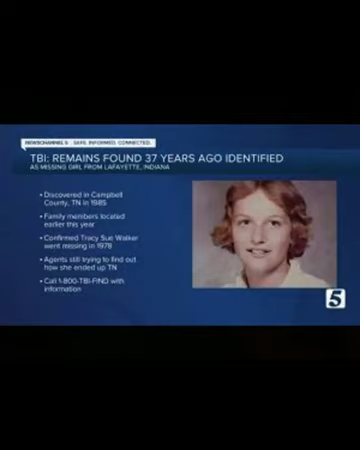 NEWSCHANNEL 5 SAFE. INFORMED. CONNECTED.
TBI: REMAINS FOUND 37 YEARS AGO IDENTIFIED
AS MISSING GIRL FROM LAFAYETTE, INDIANA
• Discovered in Campbell
County, TN in 1985
• Family members located
earlier this year
• Confirmed Tracy Sue Walker
went missing in 1978
• Agents still trying to find out
how she ended up TN
• Call 1-800-TBI-FIND with
information
5